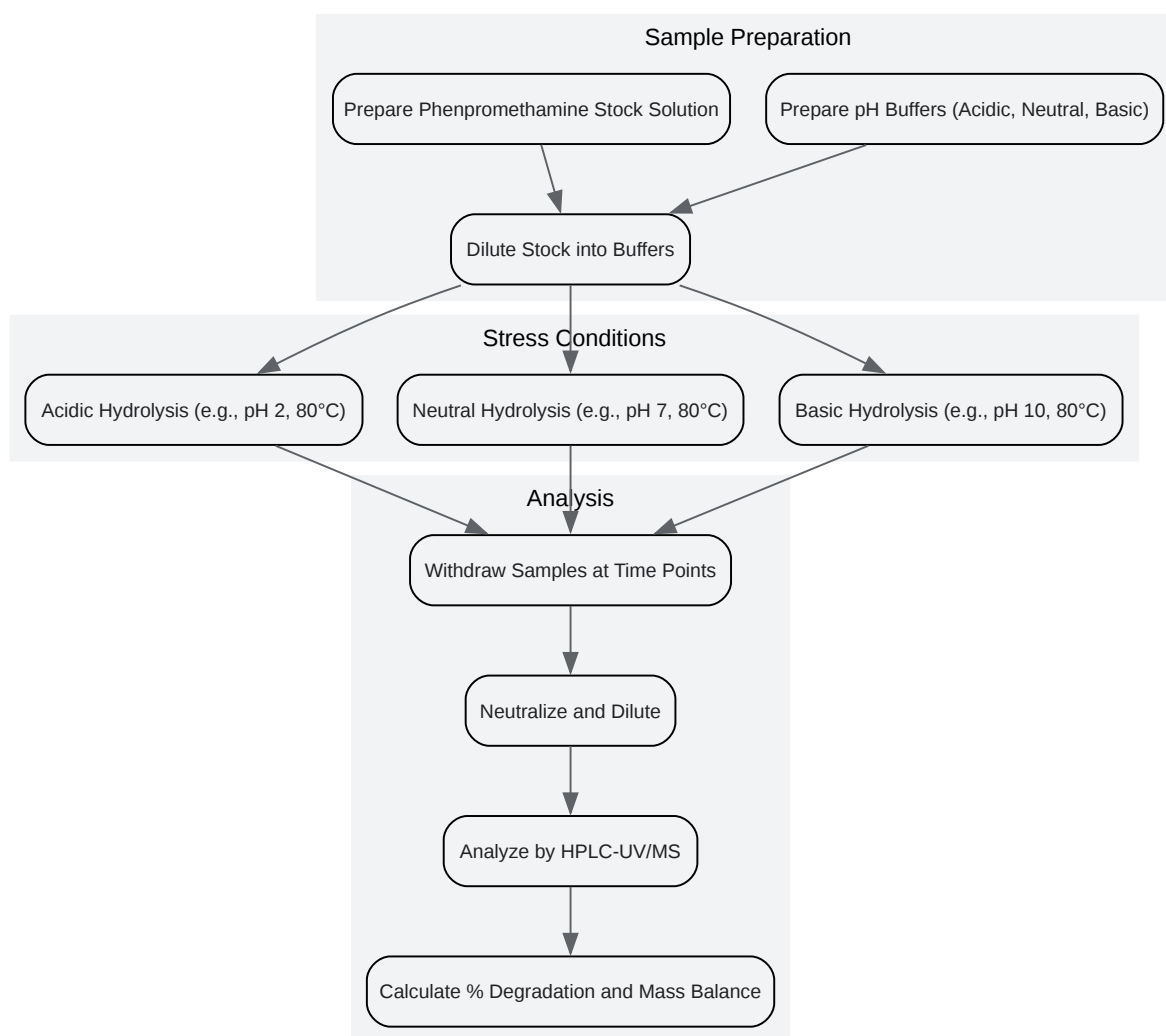 Sample Preparation
Prepare Phenpromethamine Stock Solution
Prepare pH Buffers (Acidic, Neutral, Basic)
Dilute Stock into Buffers
Stress Conditions
Acidic Hydrolysis (e.g., pH 2, 80°C)
Neutral Hydrolysis (e.g., pH 7, 80°C)
Basic Hydrolysis (e.g., pH 10, 80°C)
Analysis
Withdraw Samples at Time Points
Neutralize and Dilute
Analyze by HPLC-UV/MS
Calculate % Degradation and Mass Balance